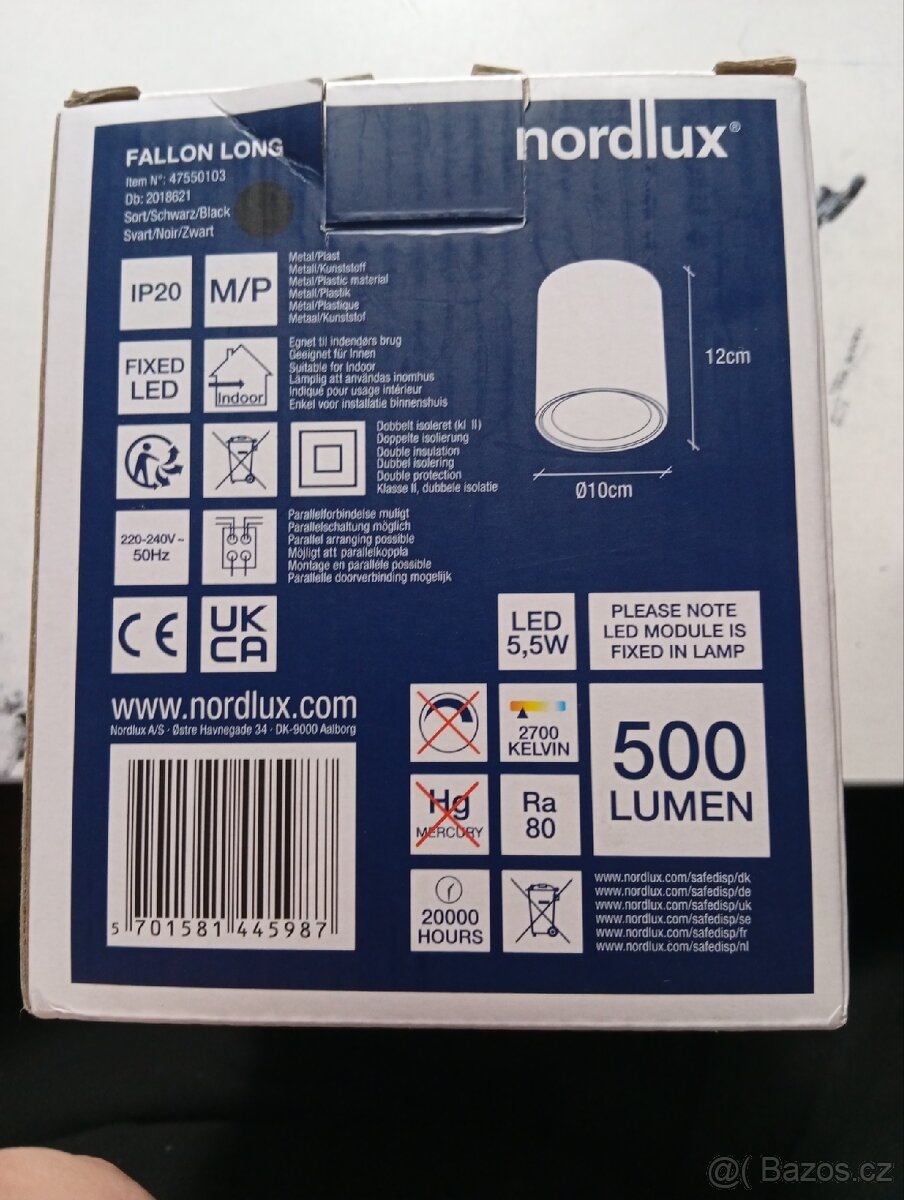 nordlux®
FALLON LONG
Item N°: 47550103
Db: 2018621
Sort/Schwarz/Black
Svart/Noir/Zwart
IP20
M/P
Metal/Plast
Metall/Kunststoff
Metal/Plastic material
Metall/Plastik
Métal/Plastique
Metaal/Kunststof
12cm
Ø10cm
FIXED
LED
Indoor
Egnet til indendørs brug
Geeignet für Innen
Suitable for Indoor
Lämplig att användas inomhus
Indiqué pour usage intérieur
Enkel voor installatie binnenshuis
Dobbelt isoleret (kl II)
Doppelte isolierung
Double insulation
Dubbel isolering
Double protection
Klasse II, dubbele isolatie
220-240V~
50Hz
Parallelforbindelse muligt
Parallelschaltung möglich
Parallel arranging possible
Möjligt att parallelkoppla
Montage en parallèle possible
Parallelle doorverbinding mogelijk
CE
UK
CA
LED
5,5W
PLEASE NOTE
LED MODULE IS
FIXED IN LAMP
www.nordlux.com
Nordlux A/S · Østre Havnegade 34 · DK-9000 Aalborg
2700
KELVIN
500
LUMEN
Hg
MERCURY
Ra
80
20000
HOURS
www.nordlux.com/safedisp/dk
www.nordlux.com/safedisp/de
www.nordlux.com/safedisp/uk
www.nordlux.com/safedisp/se
www.nordlux.com/safedisp/fr
www.nordlux.com/safedisp/nl
5 701581 445987
@( Bazos.cz